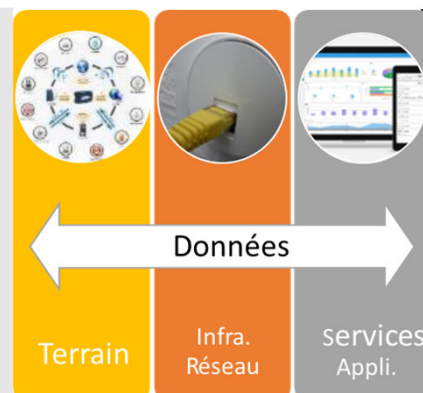 Données
Terrain
Infra.
Réseau
services
Appli.